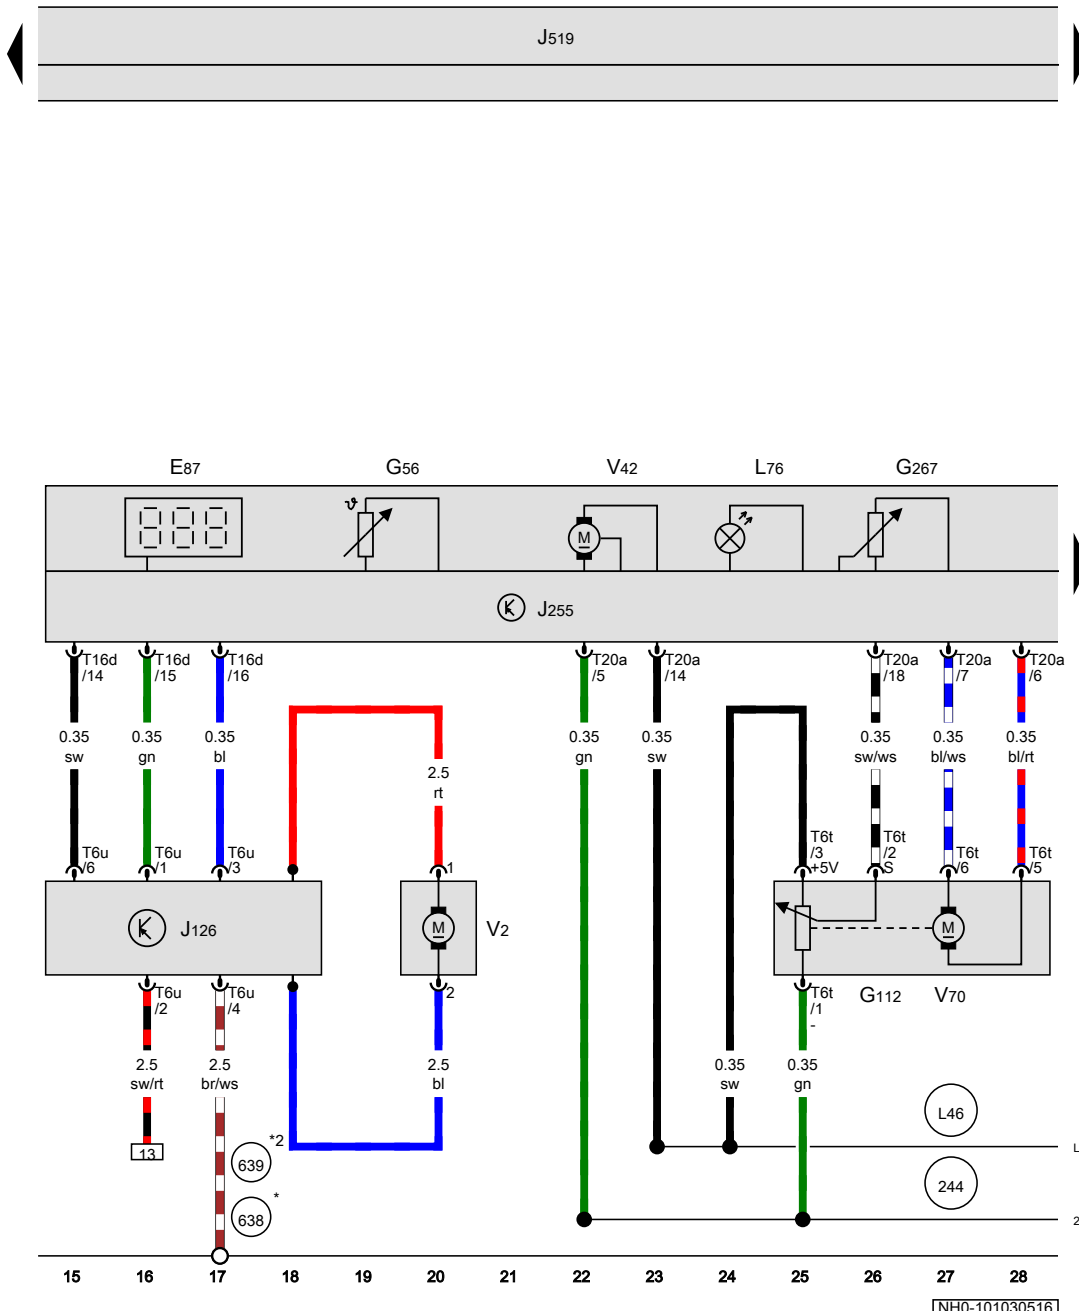 J519
E87 G56 V42 L76 G267
ϑ
M
J255
T16d /14
T16d /15
T16d /16
T20a /5
T20a /14
T20a /18
T20a /7
T20a /6
0.35 sw
0.35 gn
0.35 bl
2.5 rt
0.35 gn
0.35 sw
0.35 sw/ws
0.35 bl/ws
0.35 bl/rt
T6u /6
T6u /1
T6u /3
1
T6t /3 +5V
T6t /2 S
T6t /6
T6t /5
J126
M
V2
M
T6u /2
T6u /4
2
T6t /1 -
G112 V70
2.5 sw/rt
2.5 br/ws
2.5 bl
0.35 sw
0.35 gn
L46
13
*2
639
L
244
*
638
2
15 16 17 18 19 20 21 22 23 24 25 26 27 28
NH0-101030516